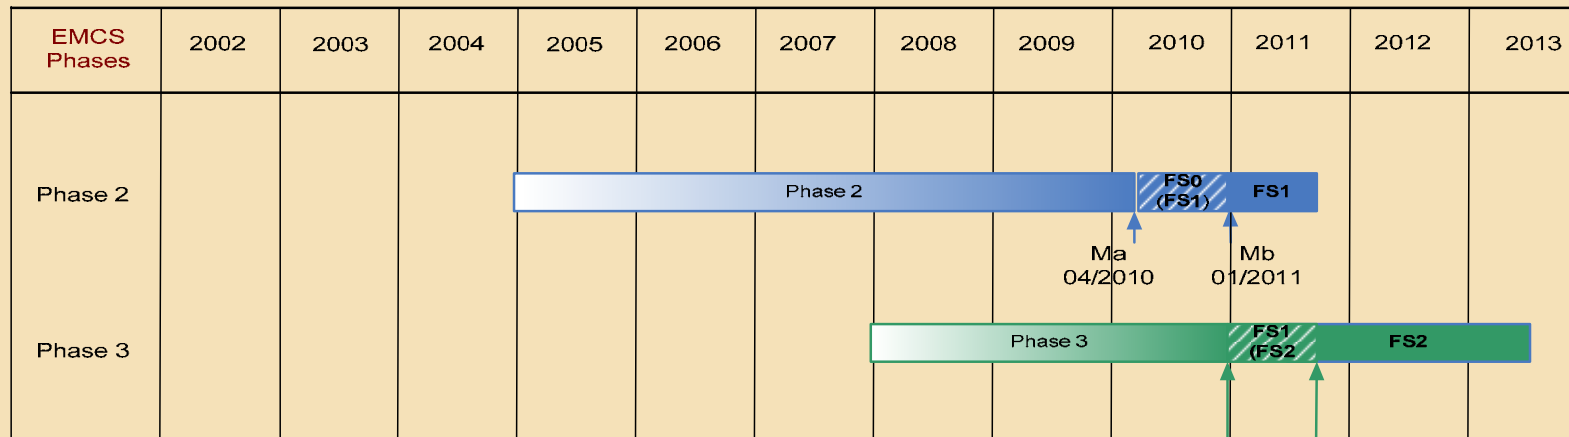 EMCS
Phases
2002 2003 2004 2005 2006 2007 2008 2009 2010 2011 2012 2013
Phase 2
Phase 2
FS0
(FS1)
FS1
Ma
04/2010
Mb
01/2011
Phase 3
Phase 3
FS1
(FS2
FS2